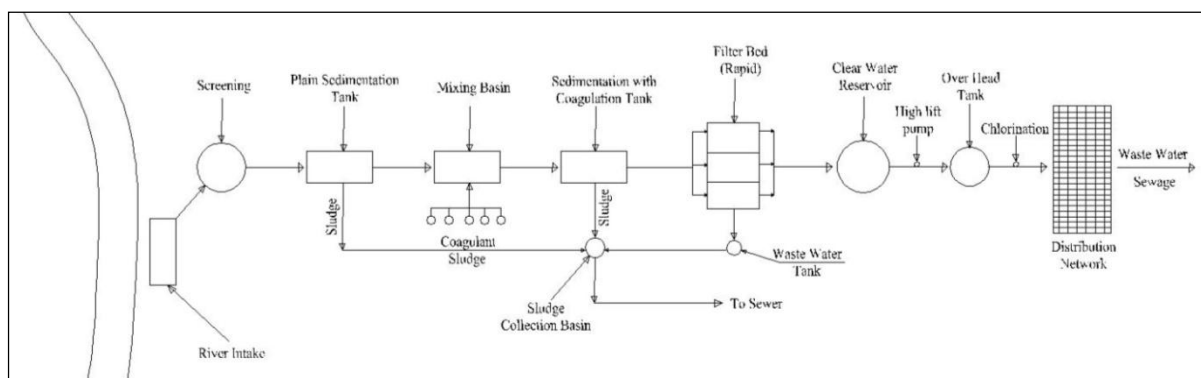 Screening
Plain Sedimentation
Tank
Mixing Basin
Sedimentation with
Coagulation Tank
Filter Bed
(Rapid)
Clear Water
Reservoir
High lift
pump
Over Head
Tank
Chlorination
Waste Water
Sewage
Sludge
Coagulant
Sludge
Sludge
Waste Water
Tank
Distribution
Network
To Sewer
Sludge
Collection Basin
River Intake